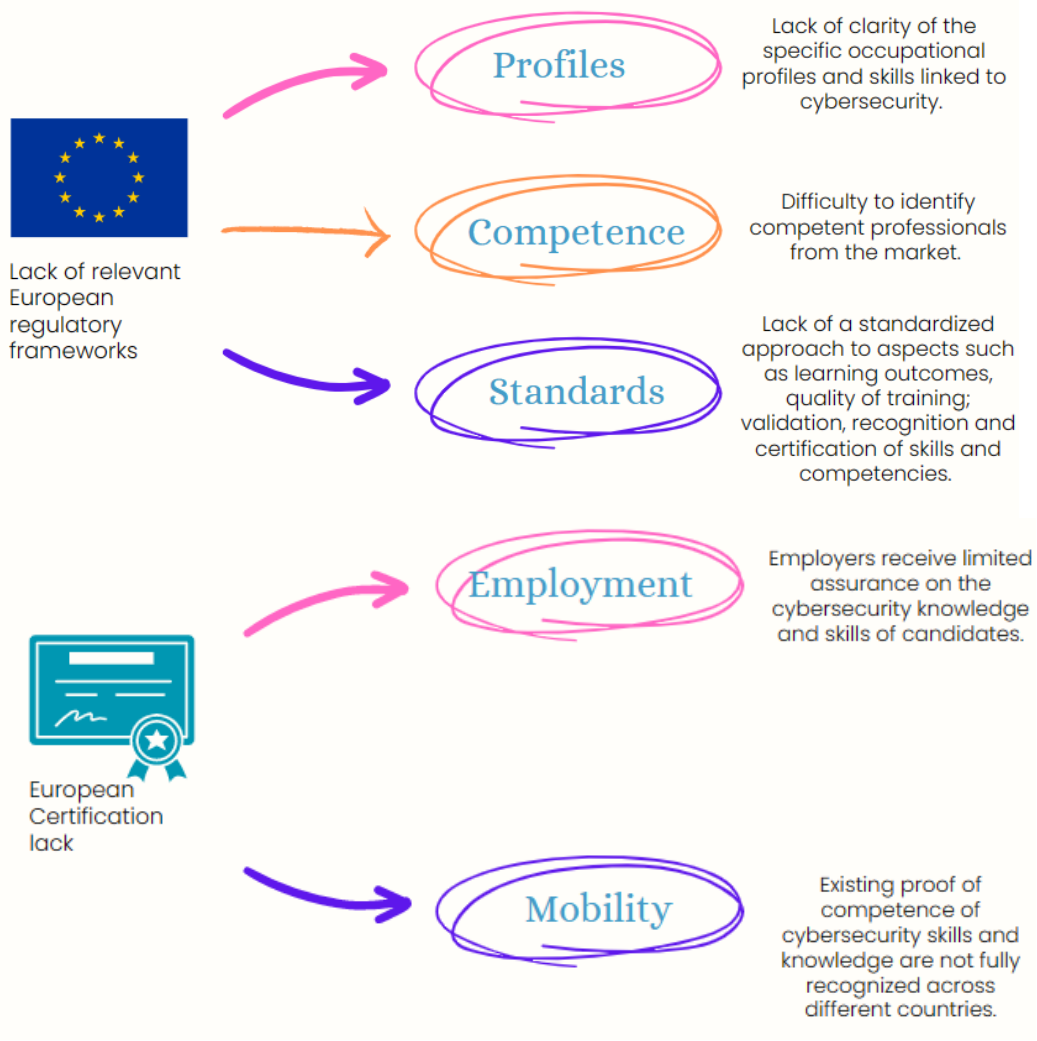 Profiles
Lack of clarity of the
specific occupational
profiles and skills linked to
cybersecurity.
Lack of relevant
European
regulatory
frameworks
Competence
Difficulty to identify
competent professionals
from the market.
Standards
Lack of a standardized
approach to aspects such
as learning outcomes,
quality of training;
validation, recognition and
certification of skills and
competencies.
Employment
Employers receive limited
assurance on the
cybersecurity knowledge
and skills of candidates.
European
Certification
lack
Mobility
Existing proof of
competence of
cybersecurity skills and
knowledge are not fully
recognized across
different countries.